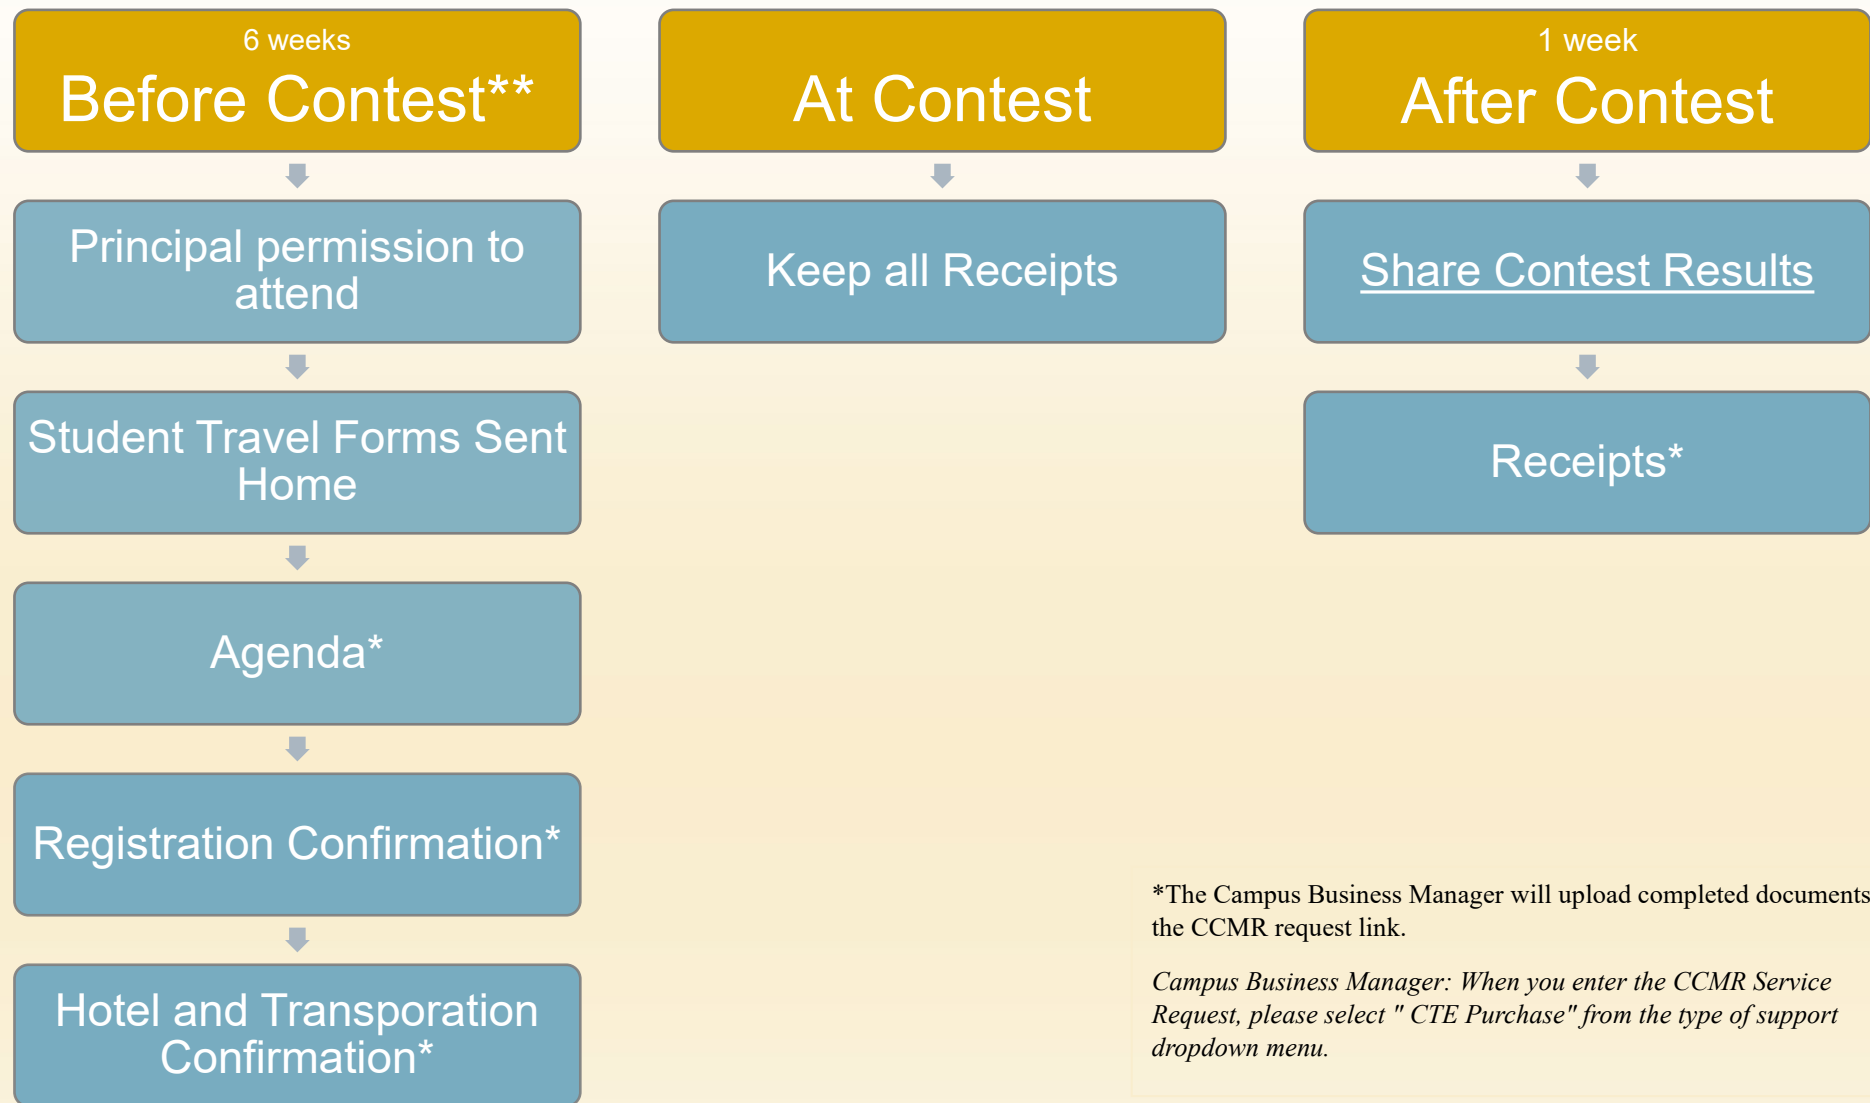 6 weeks
Before Contest**
Principal permission to
attend
Student Travel Forms Sent
Home
Agenda*
Registration Confirmation*
Hotel and Transporation
Confirmation*
At Contest
Keep all Receipts
1 week
After Contest
Share Contest Results
Receipts*
*The Campus Business Manager will upload completed documents
the CCMR request link.
Campus Business Manager: When you enter the CCMR Service
Request, please select " CTE Purchase" from the type of support
dropdown menu.